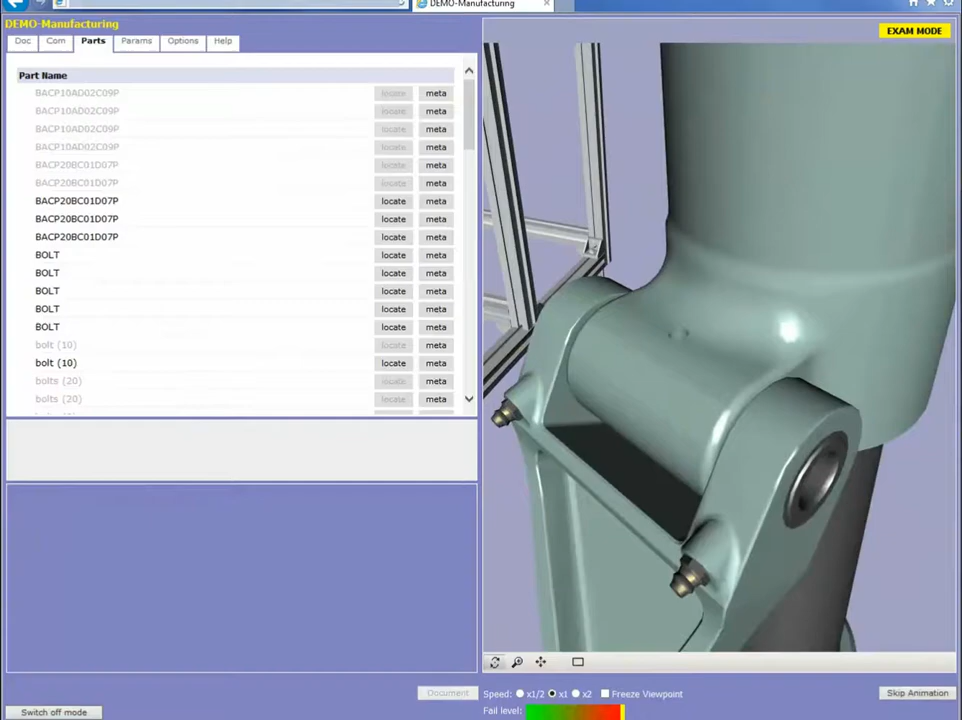 DEMO-Manufacturing
DEMO-Manufacturing
EXAM MODE
Doc Com Parts Params Options Help
Part Name
BACP10AD02C09P locate meta
BACP10AD02C09P locate meta
BACP10AD02C09P locate meta
BACP10AD02C09P locate meta
BACP20BC01D07P locate meta
BACP20BC01D07P locate meta
BACP20BC01D07P locate meta
BACP20BC01D07P locate meta
BACP20BC01D07P locate meta
BOLT locate meta
BOLT locate meta
BOLT locate meta
BOLT locate meta
BOLT locate meta
bolt (10) locate meta
bolt (10) locate meta
bolts (20) locate meta
bolts (20) locate meta
Document
Speed: x1/2 x1 x2 Freeze Viewpoint
Skip Animation
Switch off mode
Fail level: